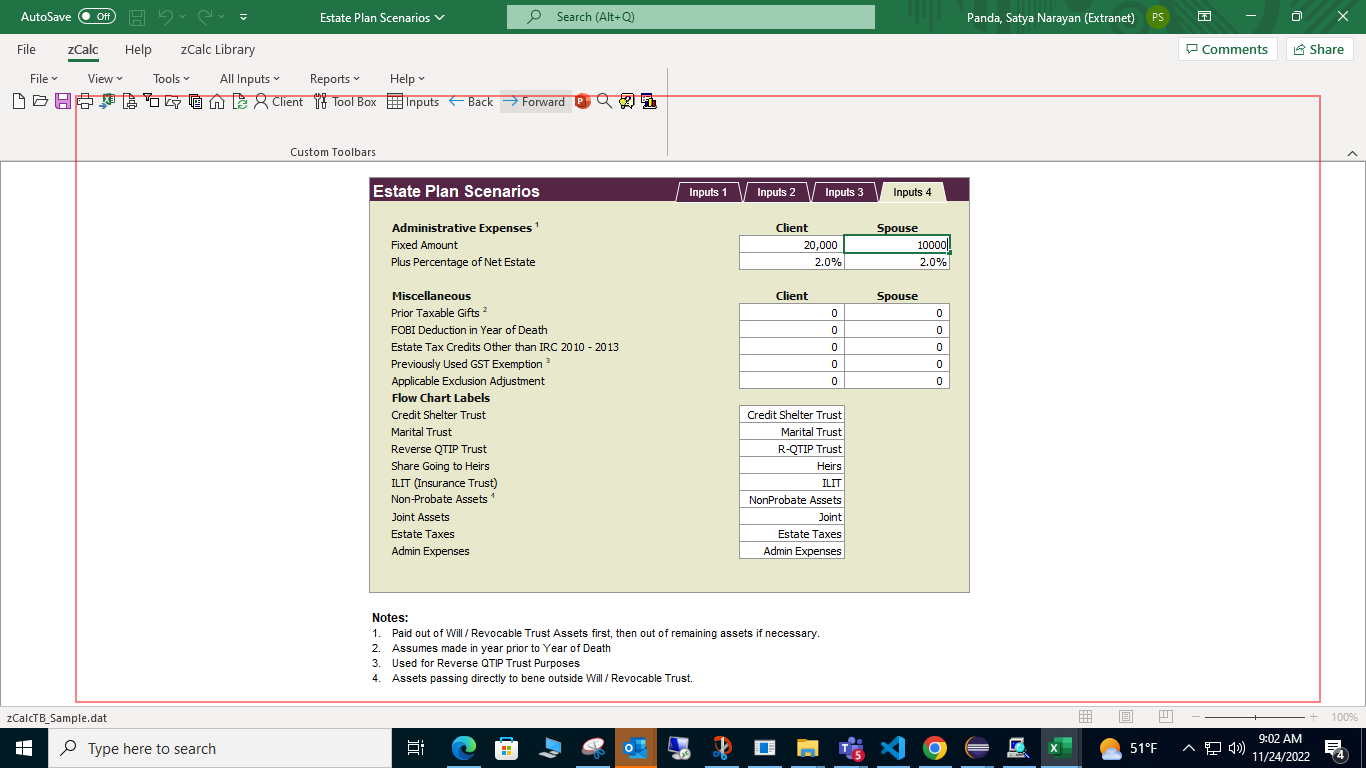 AutoSave Off Estate Plan Scenarios Search (Alt+Q) Panda, Satya Narayan (Extranet) PS
File zCalc Help zCalc Library Comments Share
File View Tools All Inputs Reports Help
Client Tool Box Inputs Back Forward
Custom Toolbars
Estate Plan Scenarios Inputs 1 Inputs 2 Inputs 3 Inputs 4
Administrative Expenses 1 Client Spouse
Fixed Amount 20,000 10000
Plus Percentage of Net Estate 2.0% 2.0%
Miscellaneous Client Spouse
Prior Taxable Gifts 2 0 0
FOBI Deduction in Year of Death 0 0
Estate Tax Credits Other than IRC 2010 - 2013 0 0
Previously Used GST Exemption 3 0 0
Applicable Exclusion Adjustment 0 0
Flow Chart Labels
Credit Shelter Trust Credit Shelter Trust
Marital Trust Marital Trust
Reverse QTIP Trust R-QTIP Trust
Share Going to Heirs Heirs
ILIT (Insurance Trust) ILIT
Non-Probate Assets 4 NonProbate Assets
Joint Assets Joint
Estate Taxes Estate Taxes
Admin Expenses Admin Expenses
Notes:
1. Paid out of Will / Revocable Trust Assets first, then out of remaining assets if necessary.
2. Assumes made in year prior to Year of Death
3. Used for Reverse QTIP Trust Purposes
4. Assets passing directly to bene outside Will / Revocable Trust.
zCalcTB_Sample.dat 100%
Type here to search 51°F 9:02 AM
11/24/2022 4